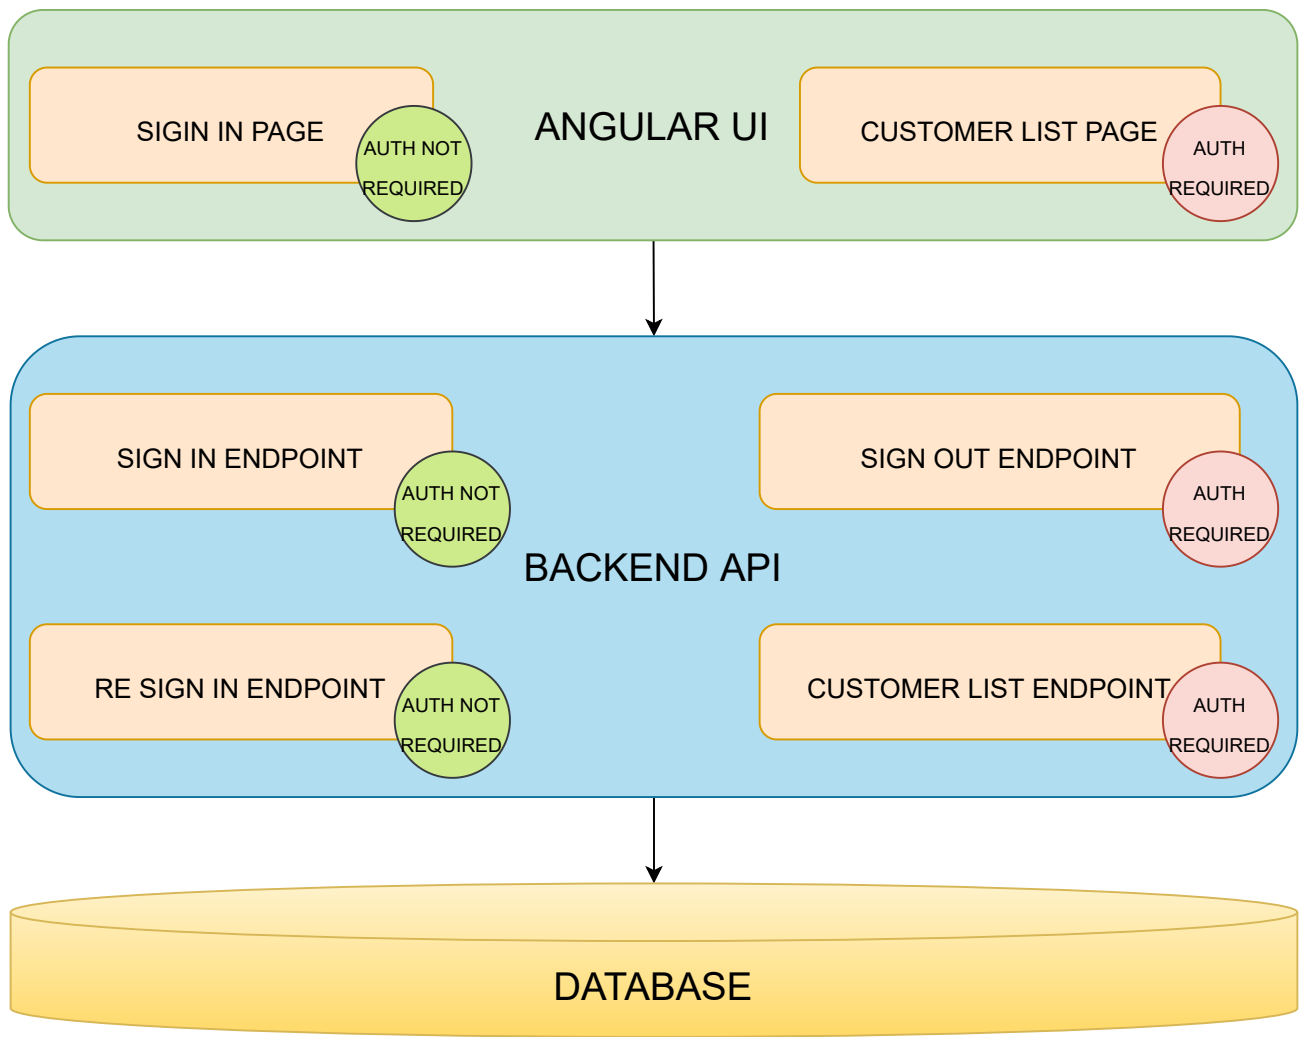 SIGIN IN PAGE
AUTH NOT
REQUIRED
ANGULAR UI
CUSTOMER LIST PAGE
AUTH
REQUIRED
SIGN IN ENDPOINT
AUTH NOT
REQUIRED
SIGN OUT ENDPOINT
AUTH
REQUIRED
BACKEND API
RE SIGN IN ENDPOINT
AUTH NOT
REQUIRED
CUSTOMER LIST ENDPOINT
AUTH
REQUIRED
DATABASE